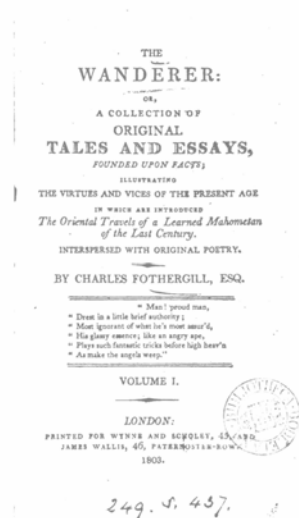 THE
WANDERER:
OR,
A COLLECTION OF
ORIGINAL
TALES AND ESSAYS,
FOUNDED UPON FACTS;
ILLUSTRATING
THE VIRTUES AND VICES OF THE PRESENT AGE
IN WHICH ARE INTRODUCED
The Oriental Travels of a Learned Mahometan
of the Last Century.
INTERSPERSED WITH ORIGINAL POETRY.
BY CHARLES FOTHERGILL, ESQ.
" Man! proud man,
" Drest in a little brief authority;
" Most ignorant of what he's most assur'd,
" His glassy essence; like an angry ape,
" Plays such fantastic tricks before high heav'n
" As make the angels weep."
VOLUME I.
LONDON:
PRINTED FOR WYNNE AND SCHOLEY, 45, AND
JAMES WALLIS, 46, PATERNOSTER-ROW.
1803.
249. S. 437.